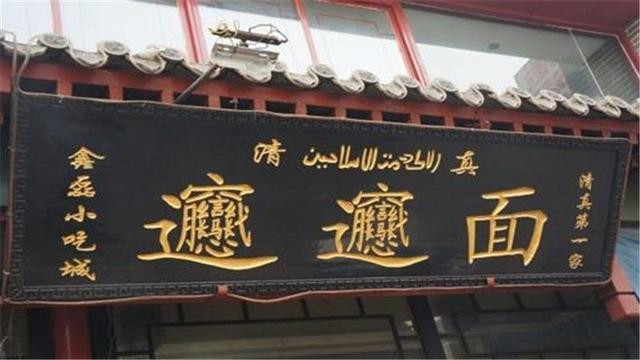 清 真
𰻞𰻞面
鑫磊小吃城
清真第一家